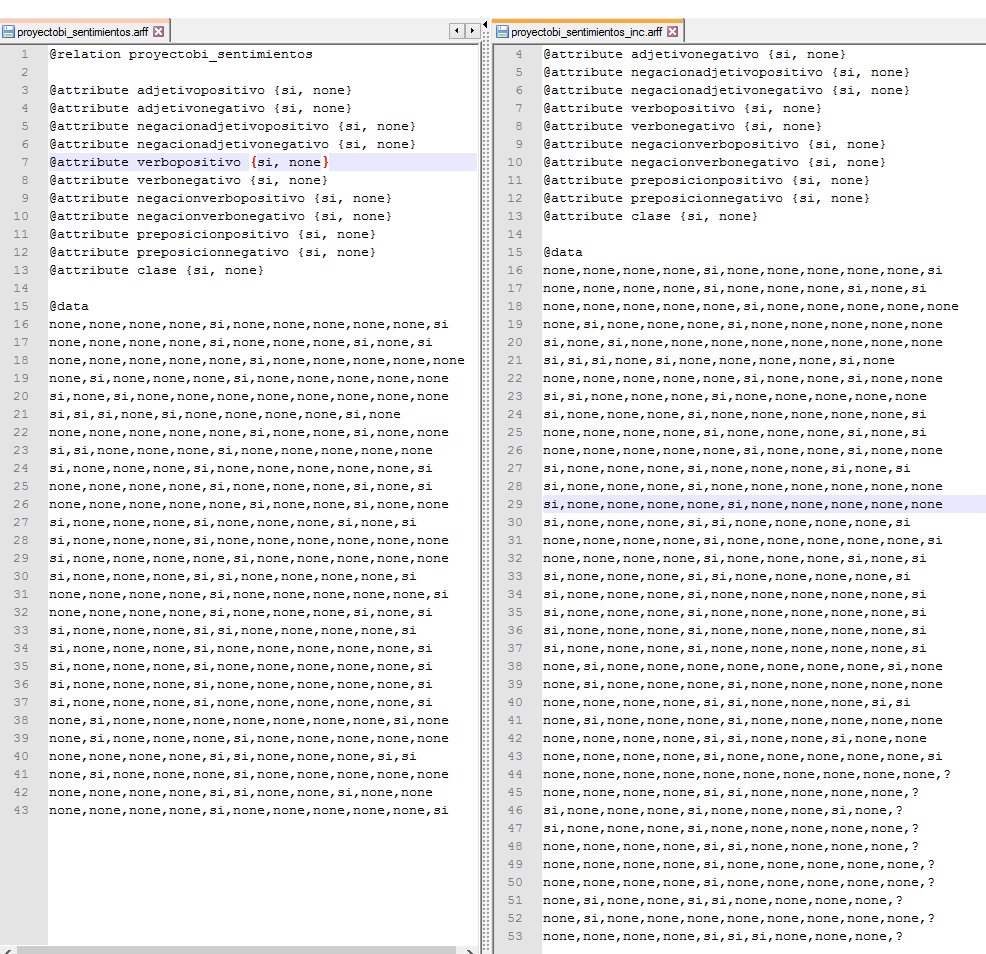 proyectobi_sentimientos.arff
1 @relation proyectobi_sentimientos
2
3 @attribute adjetivopositivo {si, none}
4 @attribute adjetivonegativo {si, none}
5 @attribute negacionadjetivopositivo {si, none}
6 @attribute negacionadjetivonegativo {si, none}
7 @attribute verbopositivo {si, none}
8 @attribute verbonegativo {si, none}
9 @attribute negacionverbopositivo {si, none}
10 @attribute negacionverbonegativo {si, none}
11 @attribute preposicionpositivo {si, none}
12 @attribute preposicionnegativo {si, none}
13 @attribute clase {si, none}
14
15 @data
16 none,none,none,none,si,none,none,none,none,none,si
17 none,none,none,none,si,none,none,none,si,none,si
18 none,none,none,none,none,si,none,none,none,none,none
19 none,si,none,none,none,si,none,none,none,none,none
20 si,none,si,none,none,none,none,none,none,none,none
21 si,si,si,none,si,none,none,none,none,si,none
22 none,none,none,none,none,si,none,none,si,none,none
23 si,si,none,none,none,si,none,none,none,none,none
24 si,none,none,none,si,none,none,none,none,none,si
25 none,none,none,none,si,none,none,none,si,none,si
26 none,none,none,none,none,si,none,none,si,none,none
27 si,none,none,none,si,none,none,none,si,none,si
28 si,none,none,none,si,none,none,none,none,none,none
29 si,none,none,none,none,si,none,none,none,none,none
30 si,none,none,none,si,si,none,none,none,none,si
31 none,none,none,none,si,none,none,none,none,none,si
32 none,none,none,none,si,none,none,none,si,none,si
33 si,none,none,none,si,si,none,none,none,none,si
34 si,none,none,none,si,none,none,none,none,none,si
35 si,none,none,none,si,none,none,none,none,none,si
36 si,none,none,none,si,none,none,none,none,none,si
37 si,none,none,none,si,none,none,none,none,none,si
38 none,si,none,none,none,none,none,none,none,si,none
39 none,si,none,none,none,si,none,none,none,none,none
40 none,none,none,none,si,si,none,none,none,si,si
41 none,si,none,none,none,si,none,none,none,none,none
42 none,none,none,none,si,si,none,none,si,none,none
43 none,none,none,none,si,none,none,none,none,none,si
proyectobi_sentimientos_inc.arff
4 @attribute adjetivonegativo {si, none}
5 @attribute negacionadjetivopositivo {si, none}
6 @attribute negacionadjetivonegativo {si, none}
7 @attribute verbopositivo {si, none}
8 @attribute verbonegativo {si, none}
9 @attribute negacionverbopositivo {si, none}
10 @attribute negacionverbonegativo {si, none}
11 @attribute preposicionpositivo {si, none}
12 @attribute preposicionnegativo {si, none}
13 @attribute clase {si, none}
14
15 @data
16 none,none,none,none,si,none,none,none,none,none,si
17 none,none,none,none,si,none,none,none,si,none,si
18 none,none,none,none,none,si,none,none,none,none,none
19 none,si,none,none,none,si,none,none,none,none,none
20 si,none,si,none,none,none,none,none,none,none,none
21 si,si,si,none,si,none,none,none,none,si,none
22 none,none,none,none,none,si,none,none,si,none,none
23 si,si,none,none,none,si,none,none,none,none,none
24 si,none,none,none,si,none,none,none,none,none,si
25 none,none,none,none,si,none,none,none,si,none,si
26 none,none,none,none,none,si,none,none,si,none,none
27 si,none,none,none,si,none,none,none,si,none,si
28 si,none,none,none,si,none,none,none,none,none,none
29 si,none,none,none,none,si,none,none,none,none,none
30 si,none,none,none,si,si,none,none,none,none,si
31 none,none,none,none,si,none,none,none,none,none,si
32 none,none,none,none,si,none,none,none,si,none,si
33 si,none,none,none,si,si,none,none,none,none,si
34 si,none,none,none,si,none,none,none,none,none,si
35 si,none,none,none,si,none,none,none,none,none,si
36 si,none,none,none,si,none,none,none,none,none,si
37 si,none,none,none,si,none,none,none,none,none,si
38 none,si,none,none,none,none,none,none,none,si,none
39 none,si,none,none,none,si,none,none,none,none,none
40 none,none,none,none,si,si,none,none,none,si,si
41 none,si,none,none,none,si,none,none,none,none,none
42 none,none,none,none,si,si,none,none,si,none,none
43 none,none,none,none,si,none,none,none,none,none,si
44 none,none,none,none,none,none,none,none,none,none,?
45 none,none,none,none,si,si,none,none,none,none,?
46 si,none,none,none,si,none,none,none,si,none,?
47 si,none,none,none,si,none,none,none,none,none,?
48 none,none,none,none,si,si,none,none,none,none,?
49 none,none,none,none,si,none,none,none,none,none,?
50 none,none,none,none,si,none,none,none,none,none,?
51 none,si,none,none,si,si,none,none,none,none,?
52 none,si,none,none,none,none,none,none,none,none,?
53 none,none,none,none,si,si,si,none,none,none,?